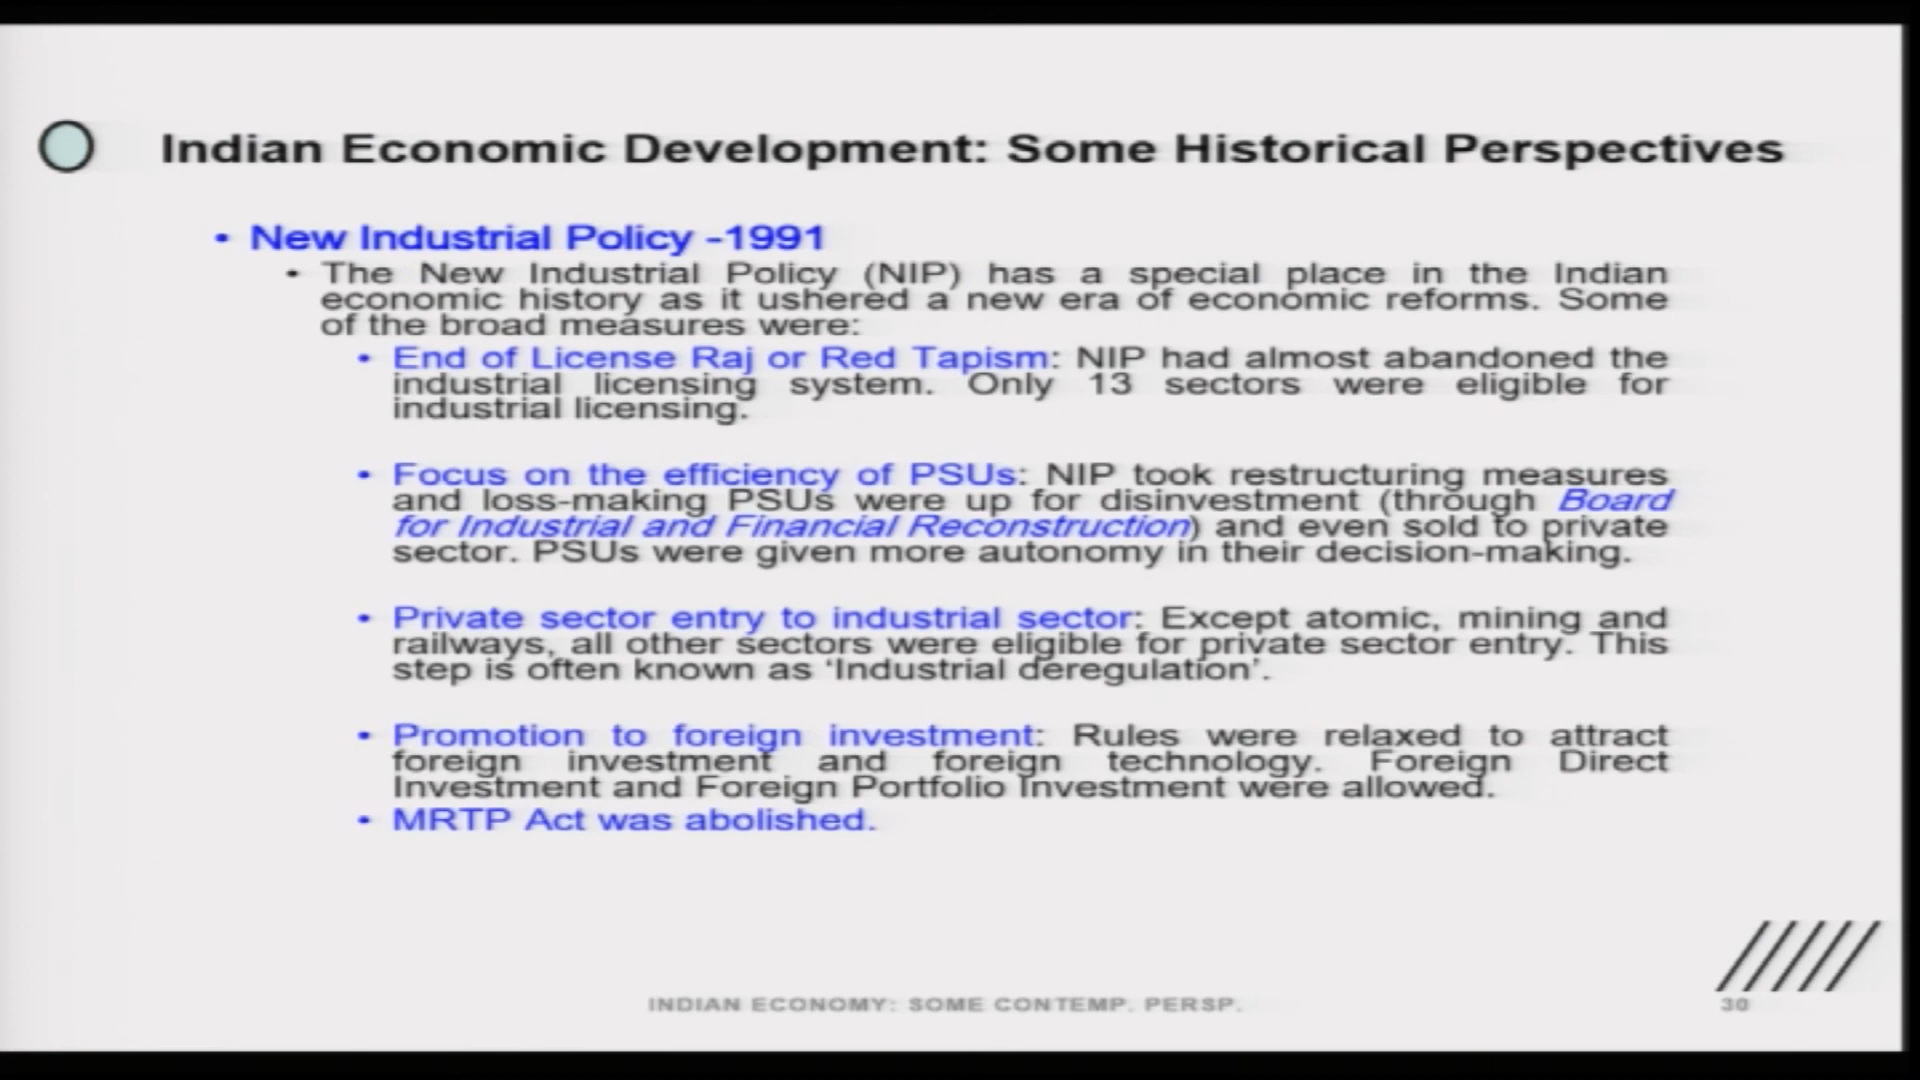 Indian Economic Development: Some Historical Perspectives
• New Industrial Policy -1991
• The New Industrial Policy (NIP) has a special place in the Indian
economic history as it ushered a new era of economic reforms. Some
of the broad measures were:
• End of License Raj or Red Tapism: NIP had almost abandoned the
industrial licensing system. Only 13 sectors were eligible for
industrial licensing.
• Focus on the efficiency of PSUs: NIP took restructuring measures
and loss-making PSUs were up for disinvestment (through Board
for Industrial and Financial Reconstruction) and even sold to private
sector. PSUs were given more autonomy in their decision-making.
• Private sector entry to industrial sector: Except atomic, mining and
railways, all other sectors were eligible for private sector entry. This
step is often known as ‘Industrial deregulation’.
• Promotion to foreign investment: Rules were relaxed to attract
foreign investment and foreign technology. Foreign Direct
Investment and Foreign Portfolio Investment were allowed.
• MRTP Act was abolished.
INDIAN ECONOMY: SOME CONTEMP. PERSP.
30